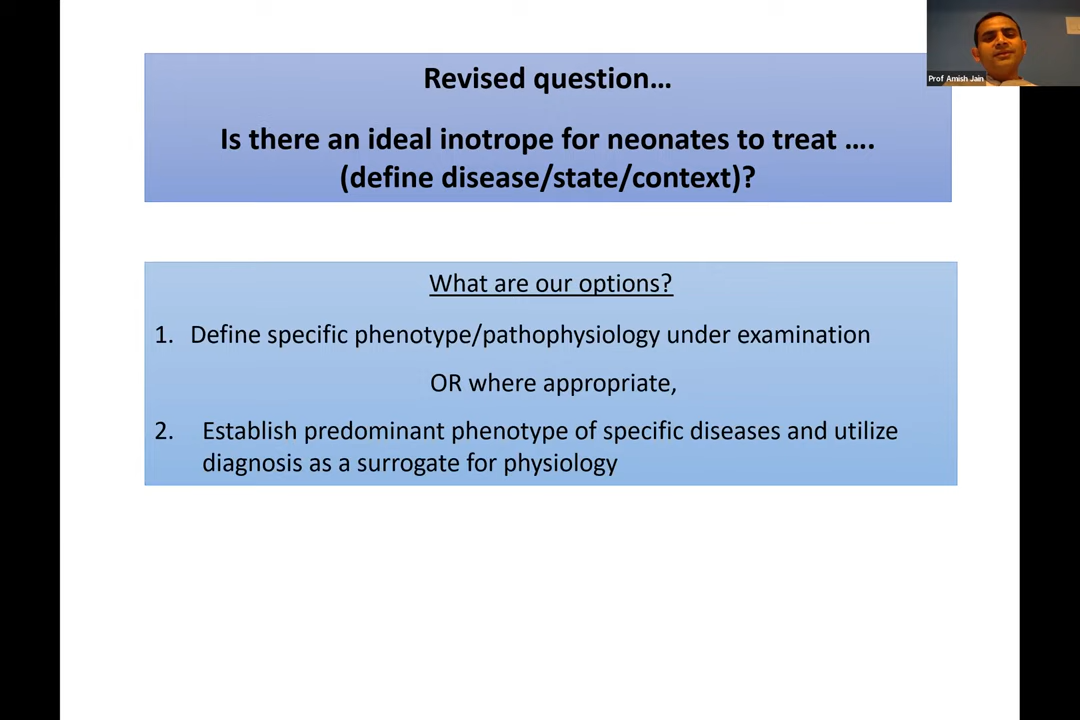 Revised question...
Is there an ideal inotrope for neonates to treat ....
(define disease/state/context)?
Prof Amish Jain
What are our options?
1. Define specific phenotype/pathophysiology under examination
OR where appropriate,
2. Establish predominant phenotype of specific diseases and utilize
diagnosis as a surrogate for physiology